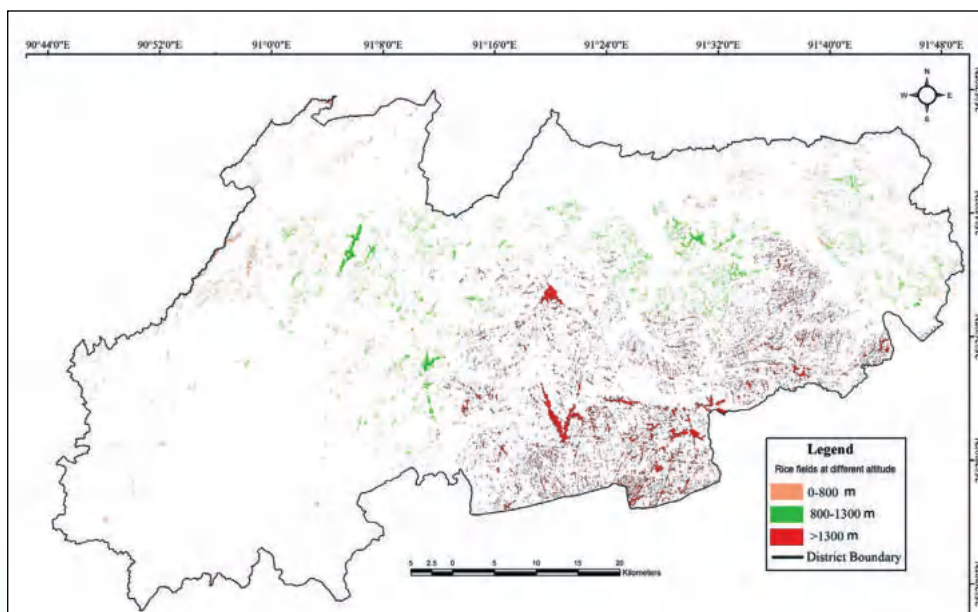 90°44'0"E 90°52'0"E 91°0'0"E 91°8'0"E 91°16'0"E 91°24'0"E 91°32'0"E 91°40'0"E 91°48'0"E
N
W E
S
Legend
Rice fields at different altitude
0-800 m
800-1300 m
>1300 m
District Boundary
5 2.5 0 5 10 15 20
Kilometers